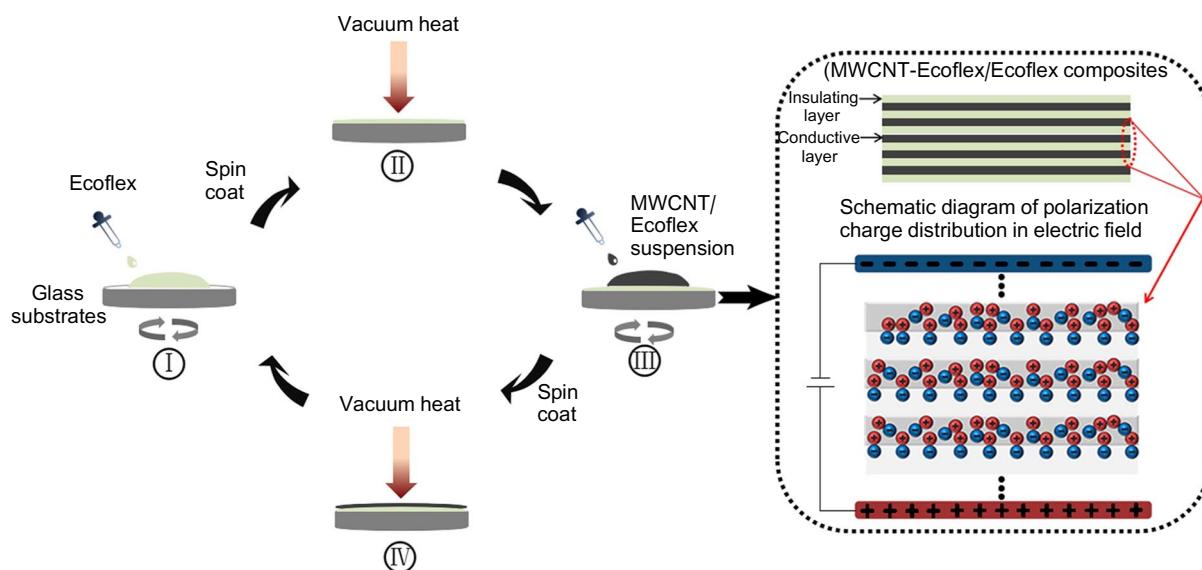 Vacuum heat
Ⅱ
Spin
coat
Ecoflex
Glass
substrates
Ⅰ
MWCNT/
Ecoflex
suspension
Ⅲ
Spin
coat
Vacuum heat
Ⅳ
(MWCNT-Ecoflex/Ecoflex composites
Insulating
layer
Conductive
layer
Schematic diagram of polarization
charge distribution in electric field